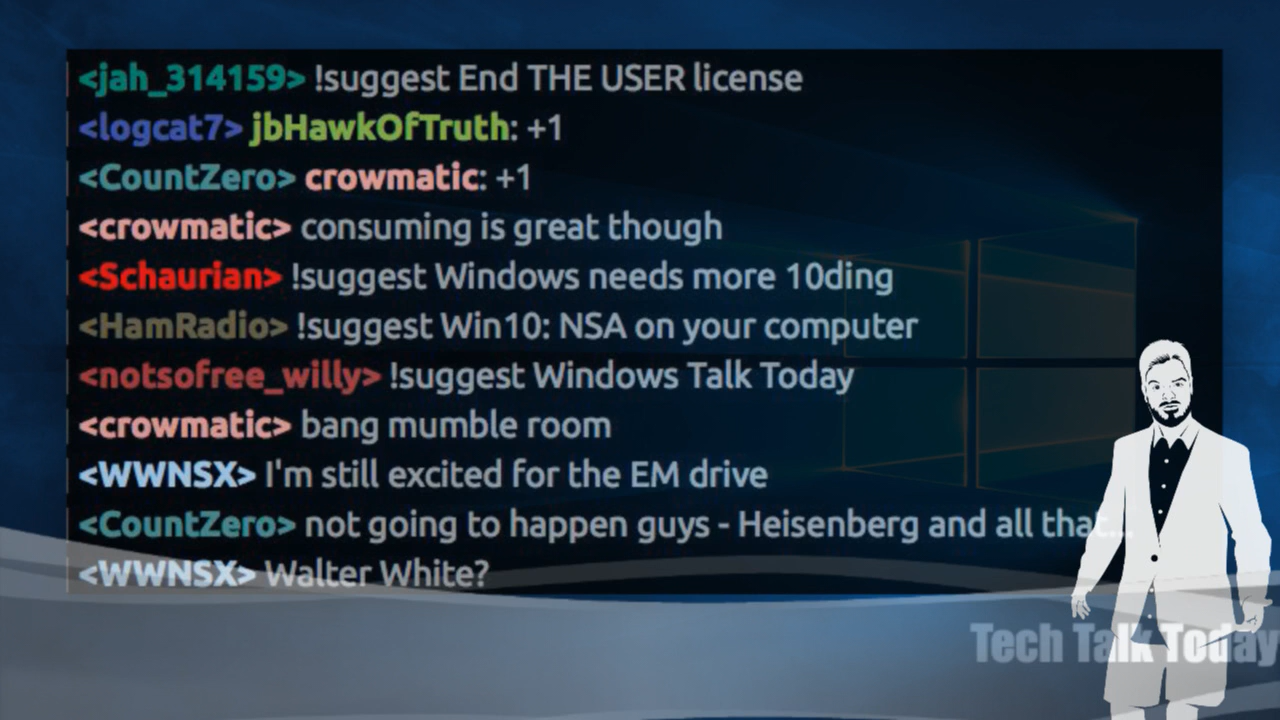 <jah_314159> !suggest End THE USER license
<logcat7> jbHawkOfTruth: +1
<CountZero> crowmatic: +1
<crowmatic> consuming is great though
<Schaurian> !suggest Windows needs more 10ding
<HamRadio> !suggest Win10: NSA on your computer
<notsofree_willy> !suggest Windows Talk Today
<crowmatic> bang mumble room
<WWNSX> I'm still excited for the EM drive
<CountZero> not going to happen guys - Heisenberg and all that...
<WWNSX> Walter White?
Tech Talk Today